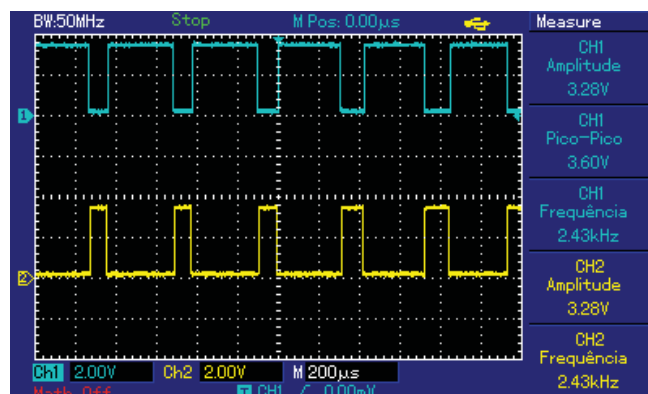 BW:50MHz Stop M Pos: 0.00µs Measure
CH1
Amplitude
3.28V
CH1
Pico-Pico
3.60V
CH1
Frequência
2.43kHz
CH2
Amplitude
3.28V
CH2
Frequência
2.43kHz
1
2
Ch1 2.00V Ch2 2.00V M 200µs
Math Off T CH1 0.00mV